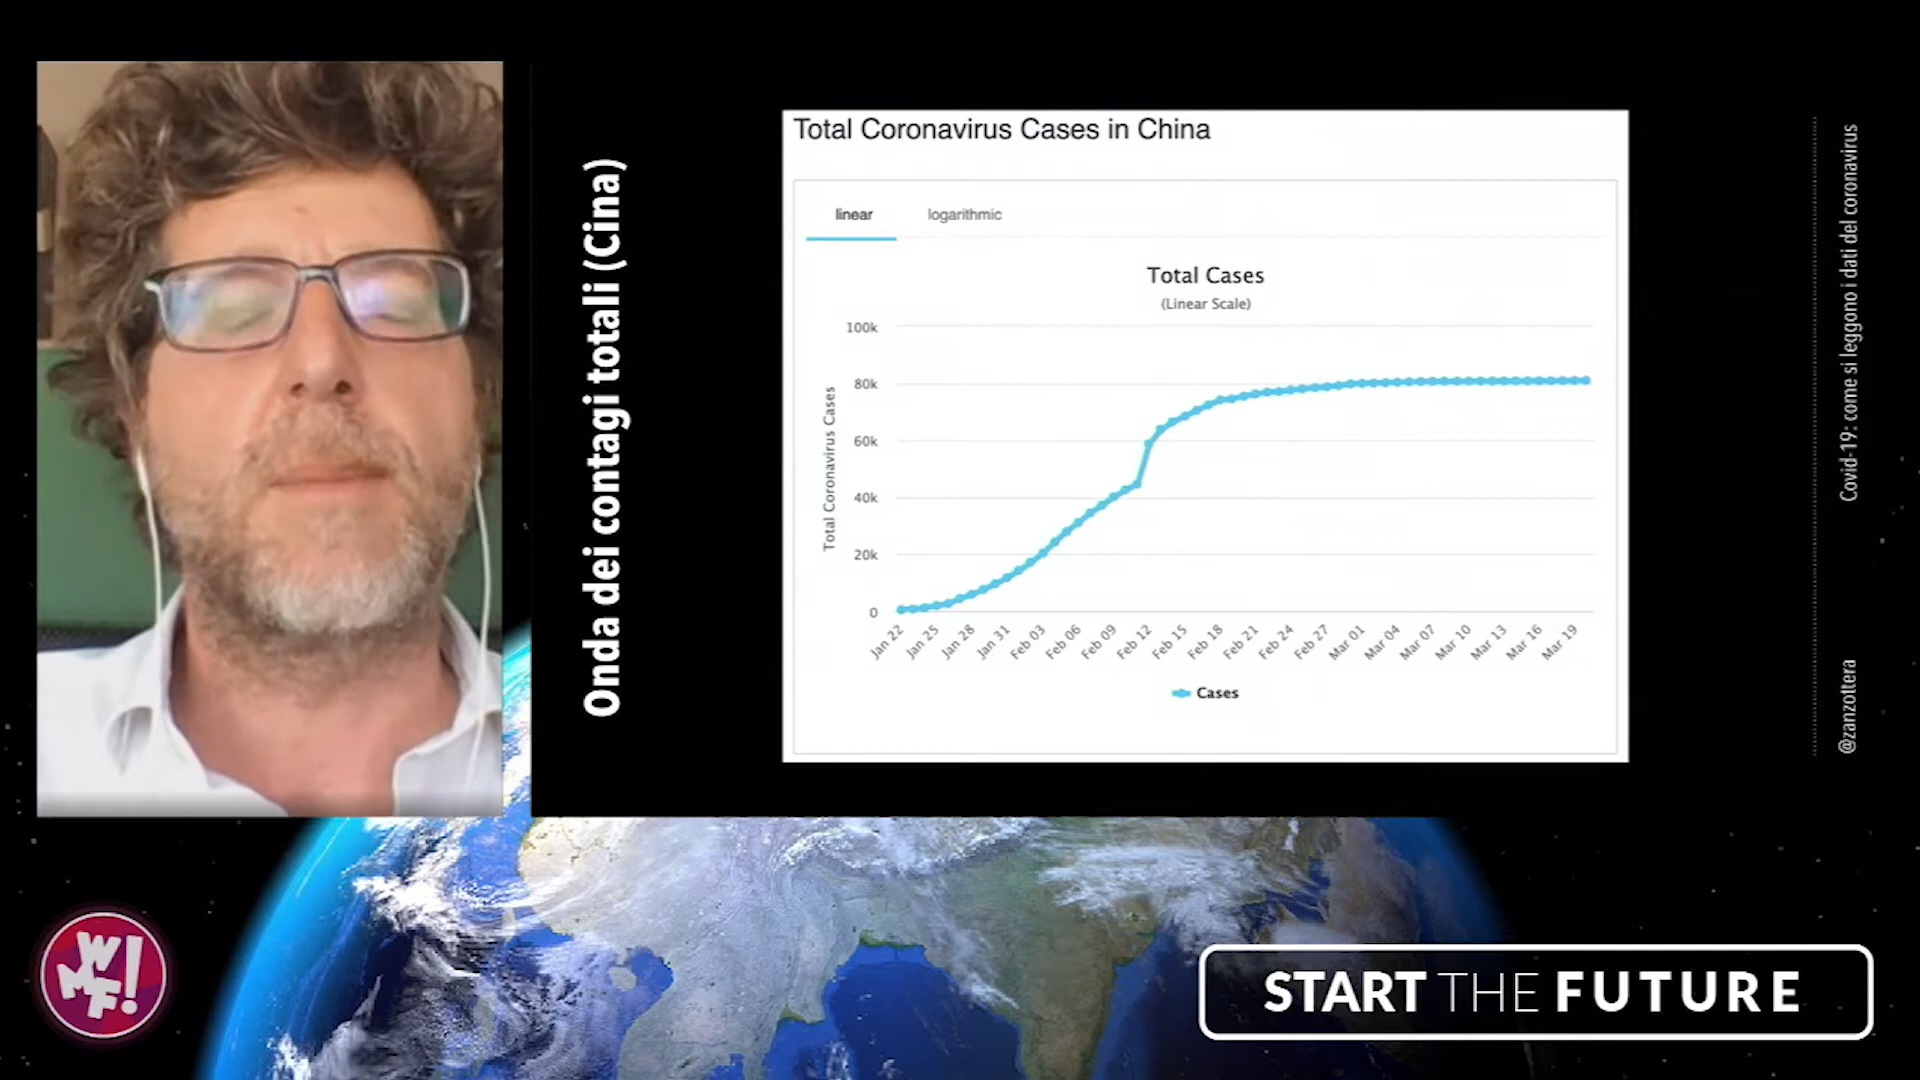 Onda dei contagi totali (Cina)
Total Coronavirus Cases in China
linear
logarithmic
Total Cases
(Linear Scale)
Total Coronavirus Cases
100k
80k
60k
40k
20k
0
Jan 22
Jan 25
Jan 28
Jan 31
Feb 03
Feb 06
Feb 09
Feb 12
Feb 15
Feb 18
Feb 21
Feb 24
Feb 27
Mar 01
Mar 04
Mar 07
Mar 10
Mar 13
Mar 16
Mar 19
Cases
Covid-19: come si leggono i dati del coronavirus
@zanzottera
WMF!
START THE FUTURE